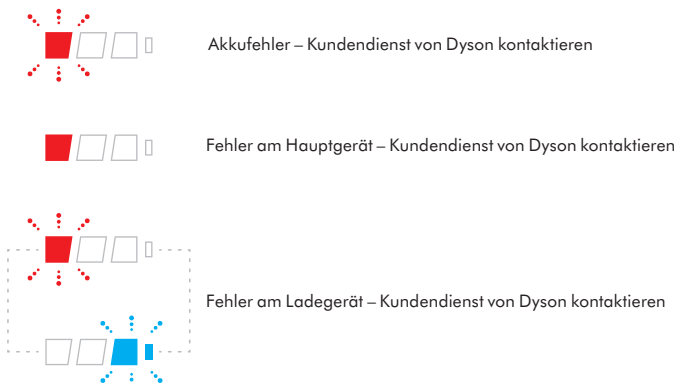 Akkufehler – Kundendienst von Dyson kontaktieren
Fehler am Hauptgerät – Kundendienst von Dyson kontaktieren
Fehler am Ladegerät – Kundendienst von Dyson kontaktieren